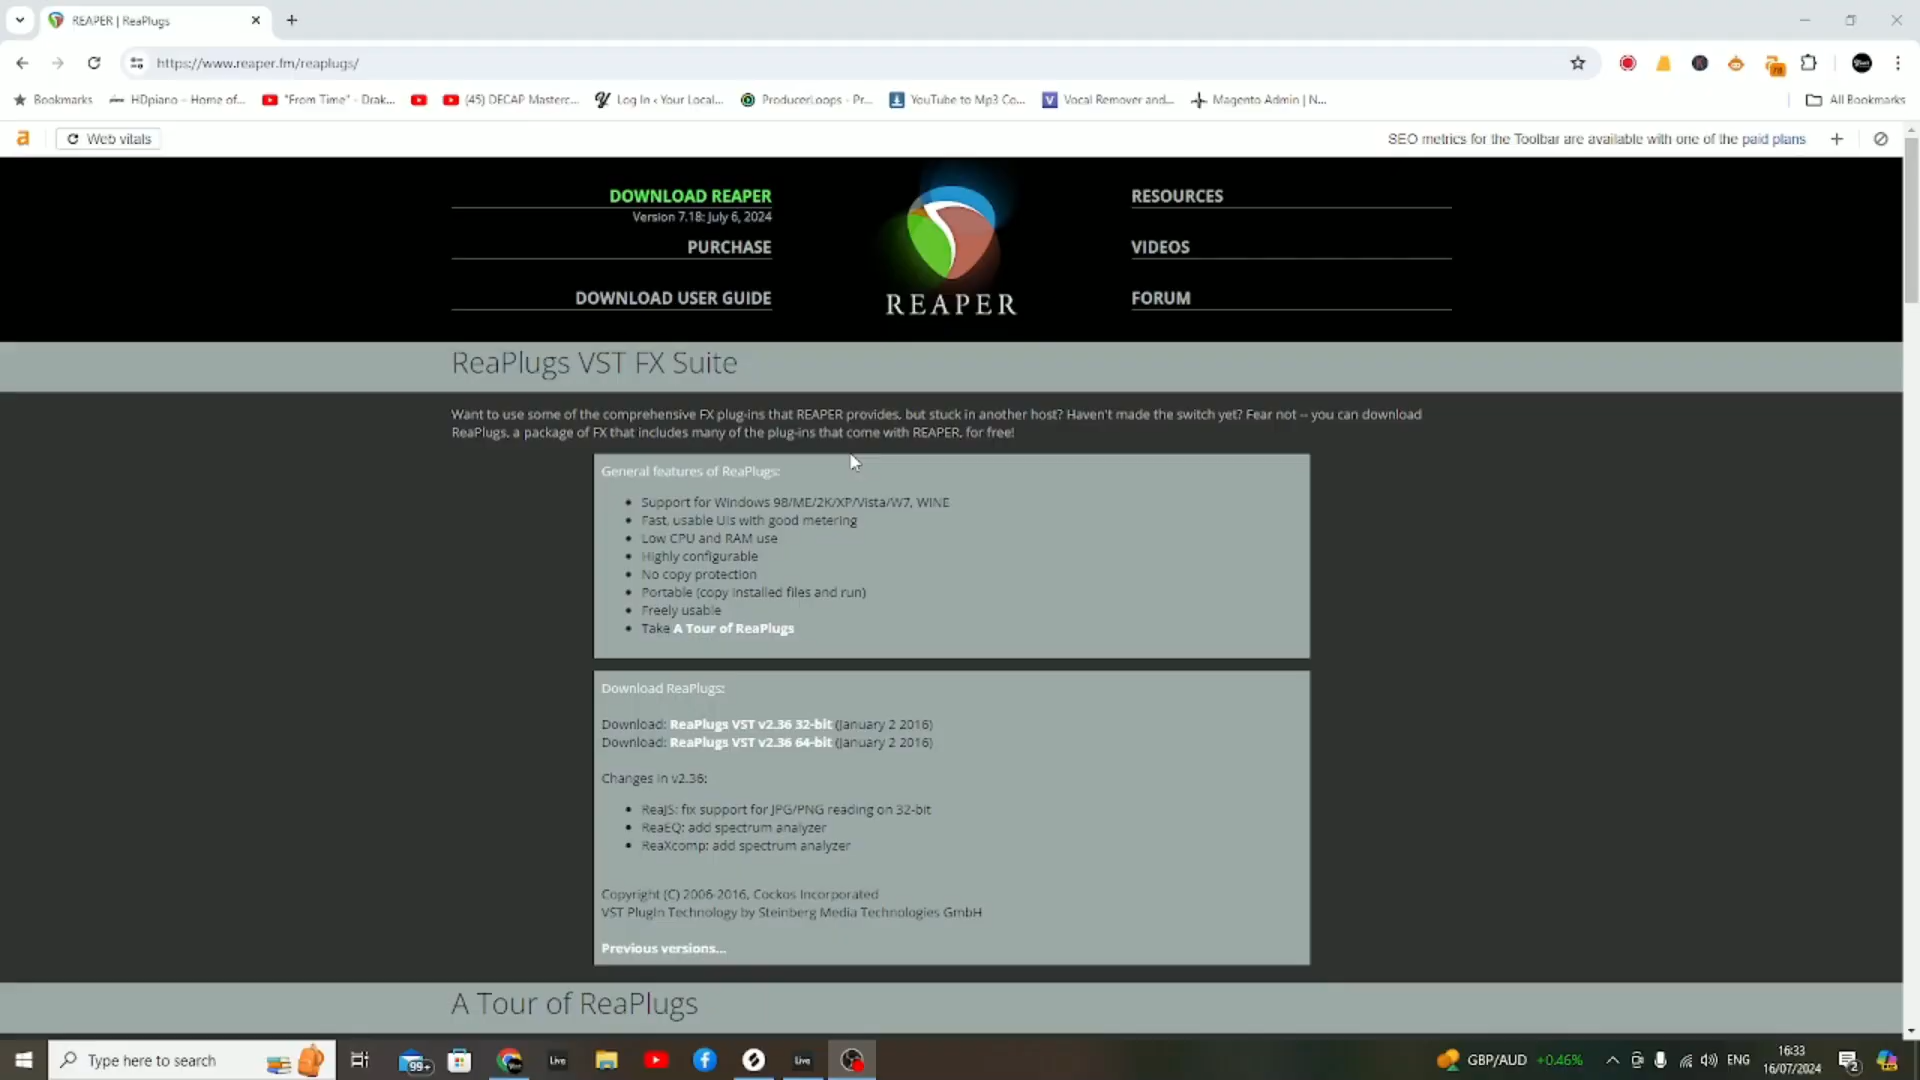 REAPER | ReaPlugs
https://www.reaper.fm/reaplugs/
78
Bookmarks
HDpiano – Home of...
"From Time" - Drak...
(45) DECAP Masterc...
Log In ‹ Your Local...
ProducerLoops - Pr...
YouTube to Mp3 Co...
Vocal Remover and...
Magento Admin | N...
All Bookmarks
a
Web vitals
SEO metrics for the Toolbar are available with one of the paid plans
DOWNLOAD REAPER
Version 7.18: July 6, 2024
PURCHASE
DOWNLOAD USER GUIDE
REAPER
RESOURCES
VIDEOS
FORUM
ReaPlugs VST FX Suite
Want to use some of the comprehensive FX plug-ins that REAPER provides, but stuck in another host? Haven't made the switch yet? Fear not -- you can download
ReaPlugs, a package of FX that includes many of the plug-ins that come with REAPER, for free!
General features of ReaPlugs:
Support for Windows 98/ME/2K/XP/Vista/W7, WINE
Fast, usable UIs with good metering
Low CPU and RAM use
Highly configurable
No copy protection
Portable (copy installed files and run)
Freely usable
Take A Tour of ReaPlugs
Download ReaPlugs:
Download: ReaPlugs VST v2.36 32-bit (January 2 2016)
Download: ReaPlugs VST v2.36 64-bit (January 2 2016)
Changes in v2.36:
ReaJS: fix support for JPG/PNG reading on 32-bit
ReaEQ: add spectrum analyzer
ReaXcomp: add spectrum analyzer
Copyright (C) 2006-2016, Cockos Incorporated
VST PlugIn Technology by Steinberg Media Technologies GmbH
Previous versions...
A Tour of ReaPlugs
Type here to search
99+
Live
Live
GBP/AUD +0.46%
ENG
16:33
16/07/2024
2